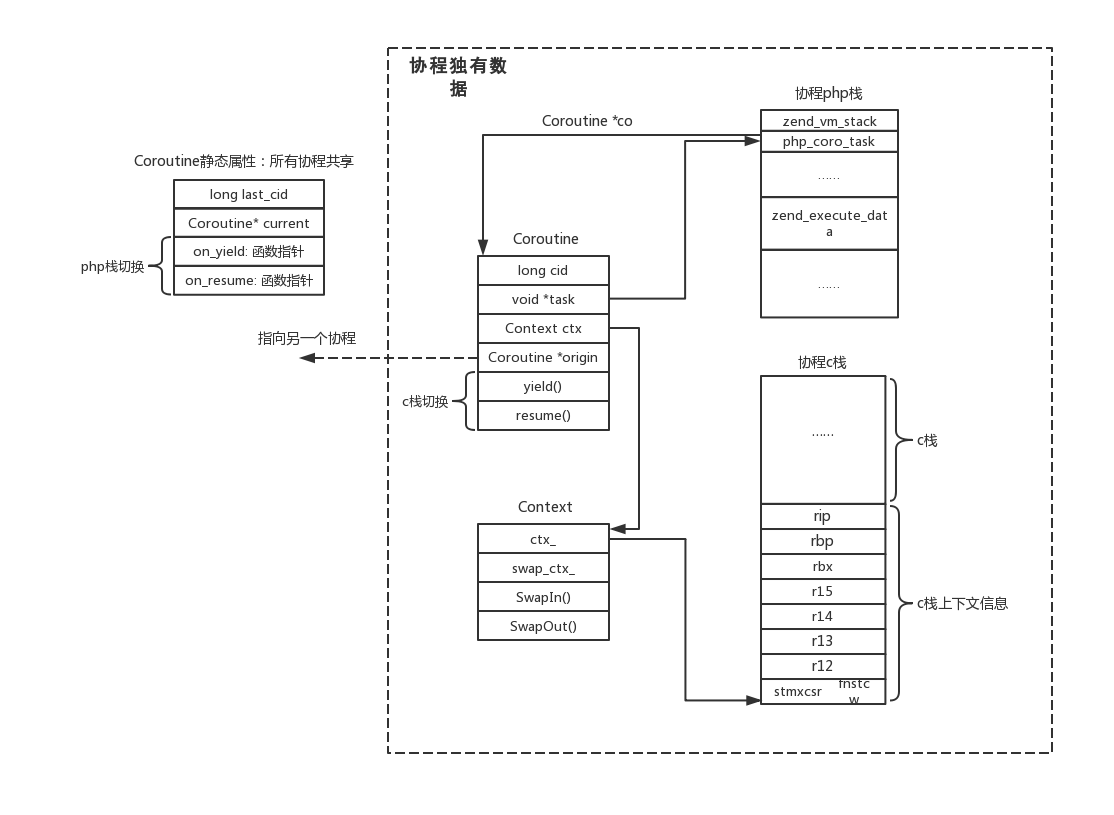 协程独有数
据
协程php栈
zend_vm_stack
php_coro_task
……
zend_execute_dat
a
……
Coroutine *co
Coroutine静态属性：所有协程共享
long last_cid
Coroutine* current
on_yield: 函数指针
on_resume: 函数指针
php栈切换
Coroutine
long cid
void *task
Context ctx
Coroutine *origin
yield()
resume()
指向另一个协程
c栈切换
协程c栈
……
c栈
rip
rbp
rbx
r15
r14
r13
r12
stmxcsr
fnstc
w
c栈上下文信息
Context
ctx_
swap_ctx_
SwapIn()
SwapOut()